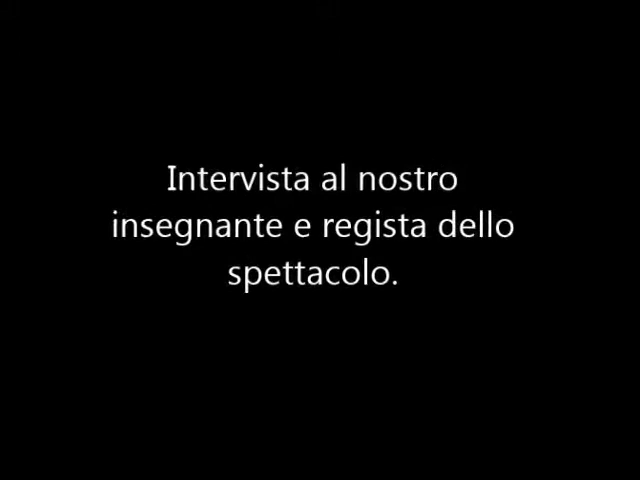 Intervista al nostro
insegnante e regista dello
spettacolo.